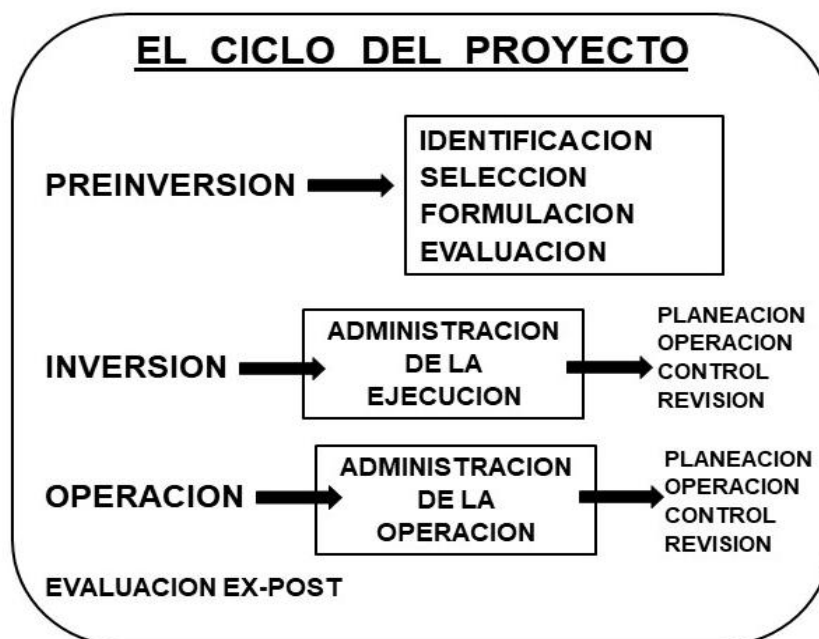 EL CICLO DEL PROYECTO
PREINVERSION
IDENTIFICACION
SELECCION
FORMULACION
EVALUACION
INVERSION
ADMINISTRACION
DE LA
EJECUCION
PLANEACION
OPERACION
CONTROL
REVISION
OPERACION
ADMINISTRACION
DE LA
OPERACION
PLANEACION
OPERACION
CONTROL
REVISION
EVALUACION EX-POST